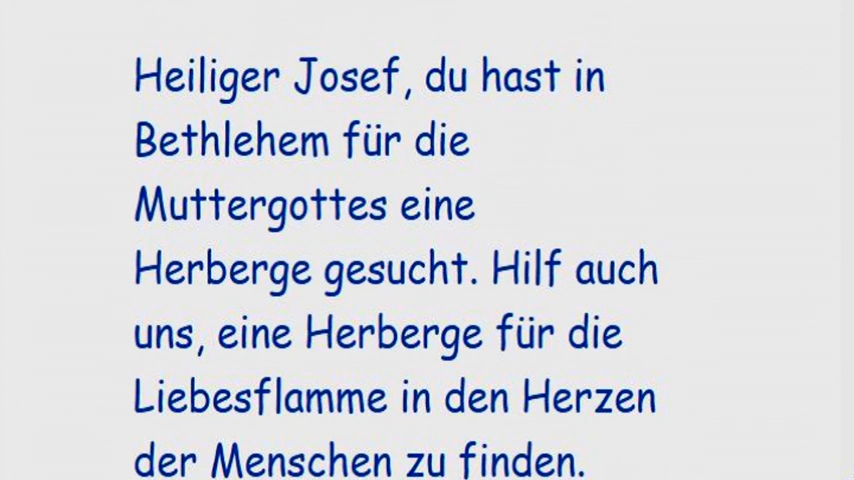 Heiliger Josef, du hast in
Bethlehem für die
Muttergottes eine
Herberge gesucht. Hilf auch
uns, eine Herberge für die
Liebesflamme in den Herzen
der Menschen zu finden.